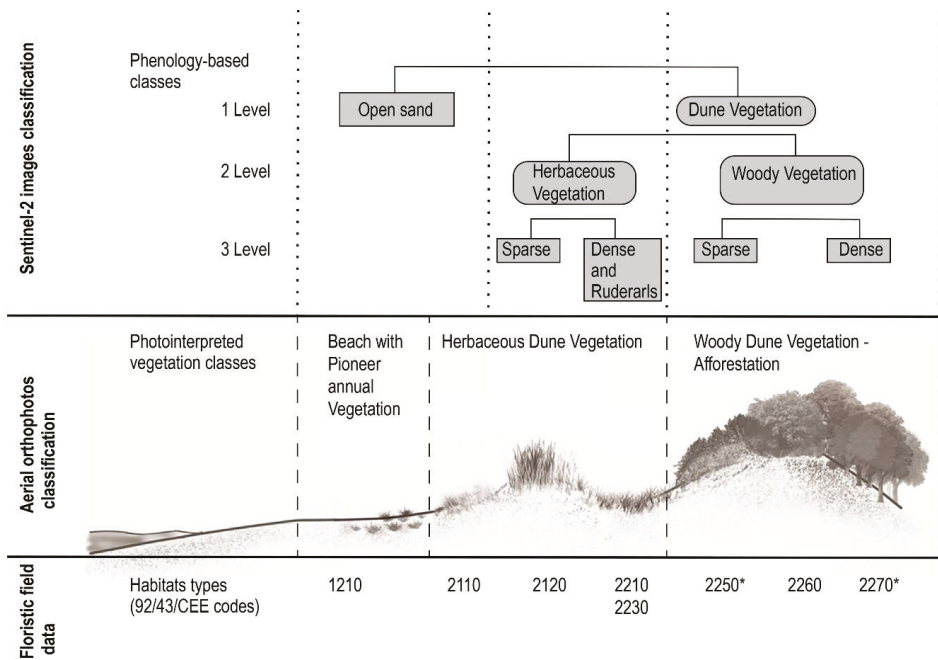 Sentinel-2 images classification
Phenology-based
classes
1 Level
Open sand
Dune Vegetation
2 Level
Herbaceous
Vegetation
Woody Vegetation
3 Level
Sparse
Dense
and
Ruderarls
Sparse
Dense
Aerial orthophotos
classification
Photointerpreted
vegetation classes
Beach with
Pioneer
annual
Vegetation
Herbaceous Dune Vegetation
Woody Dune Vegetation -
Afforestation
Floristic field
data
Habitats types
(92/43/CEE codes)
1210
2110
2120
2210
2230
2250*
2260
2270*